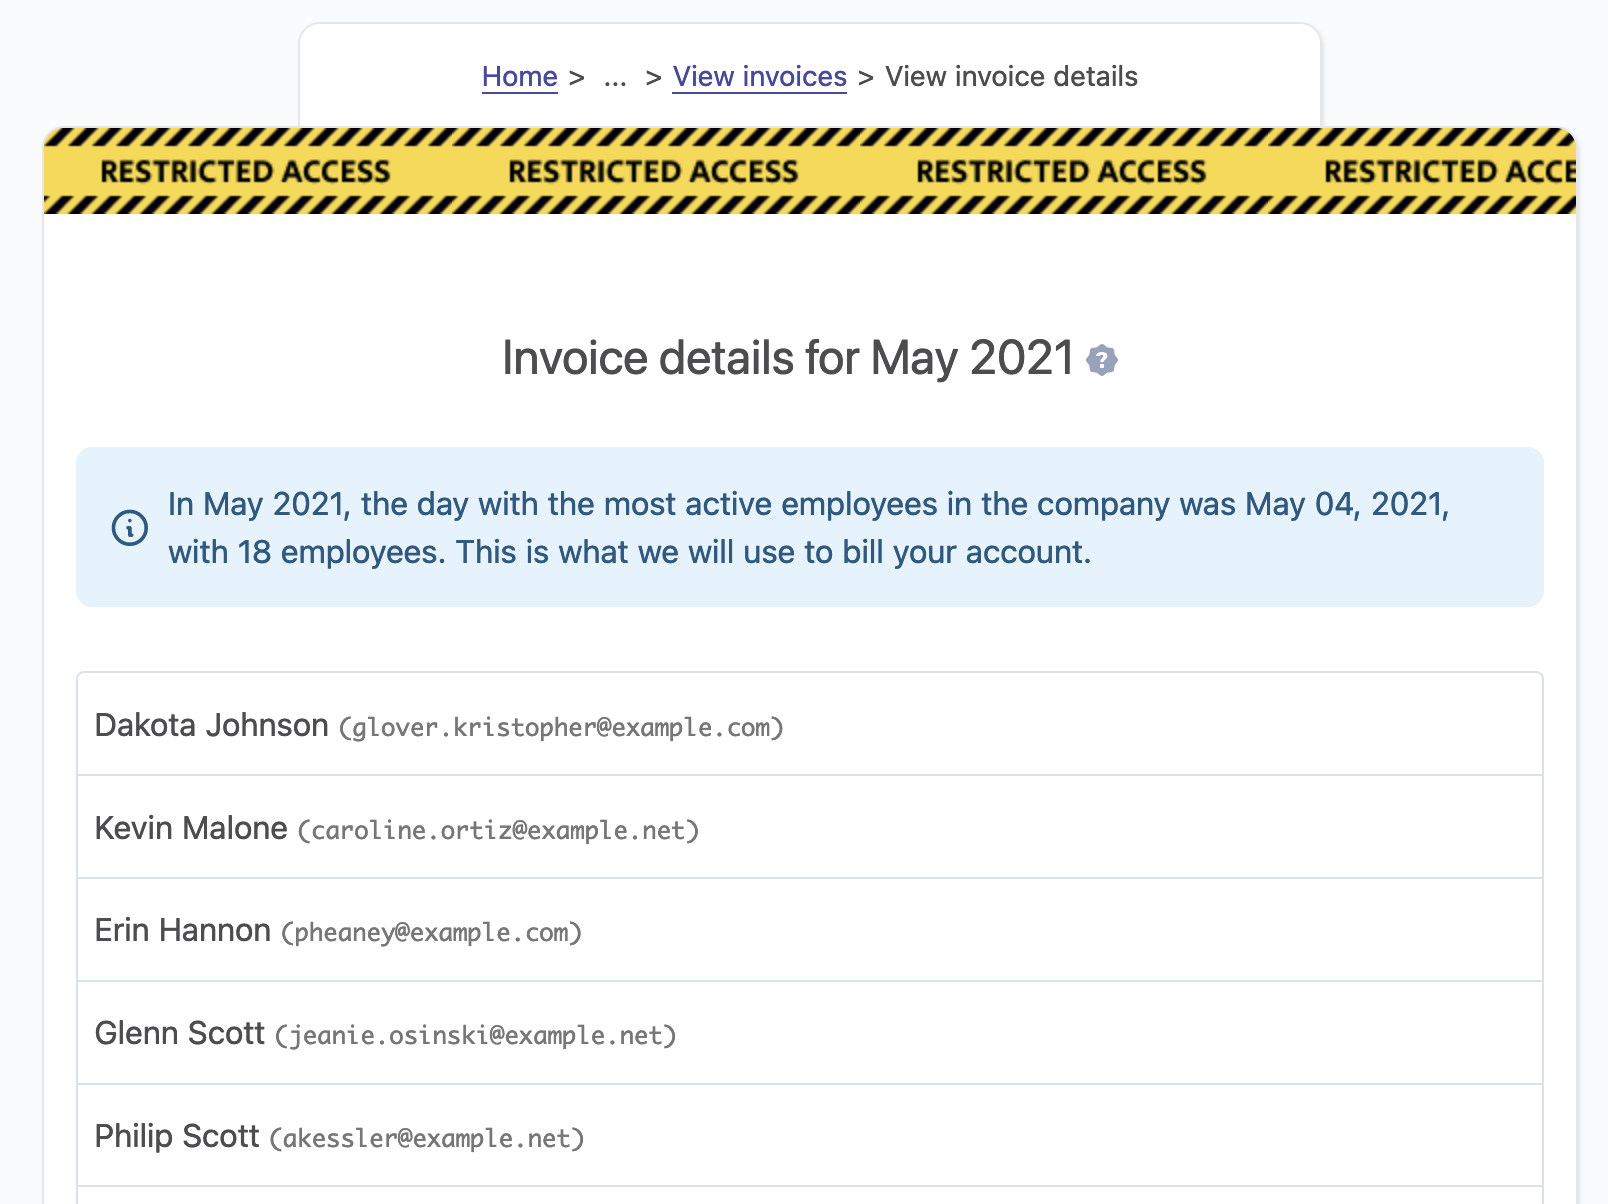 Home > ... > View invoices > View invoice details
RESTRICTED ACCESS RESTRICTED ACCESS RESTRICTED ACCESS RESTRICTED ACCE
Invoice details for May 2021 ?
In May 2021, the day with the most active employees in the company was May 04, 2021,
with 18 employees. This is what we will use to bill your account.
Dakota Johnson (glover.kristopher@example.com)
Kevin Malone (caroline.ortiz@example.net)
Erin Hannon (pheaney@example.com)
Glenn Scott (jeanie.osinski@example.net)
Philip Scott (akessler@example.net)